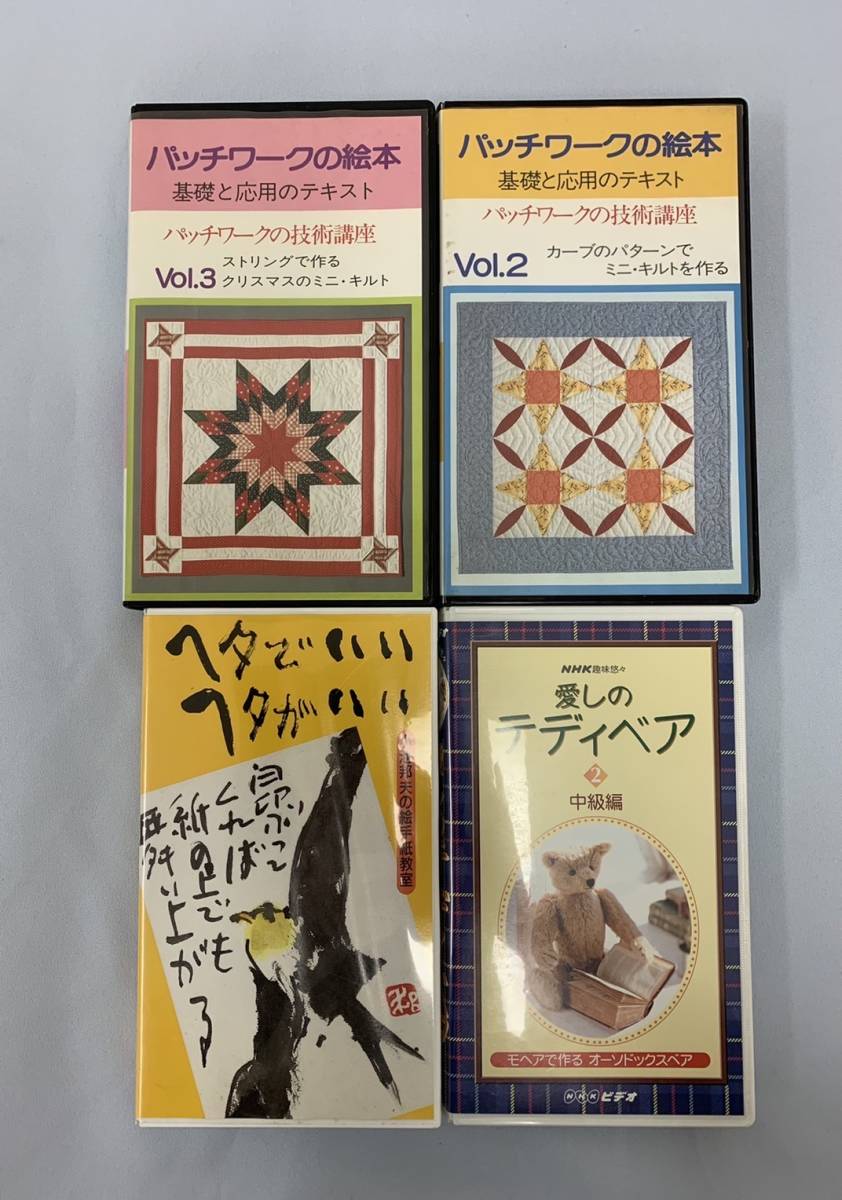 パッチワークの絵本
基礎と応用のテキスト
パッチワークの技術講座
Vol.3
ストリングで作る
クリスマスのミニ・キルト
パッチワークの絵本
基礎と応用のテキスト
パッチワークの技術講座
Vol.2
カーブのパターンで
ミニ・キルトを作る
ヘタでいい
ヘタがいい
小池邦夫の絵手紙教室
くれば
紙の上でも
い上がる
NHK趣味悠々
愛しの
テディベア
2
中級編
モヘアで作る オーソドックスベア
NHKビデオ